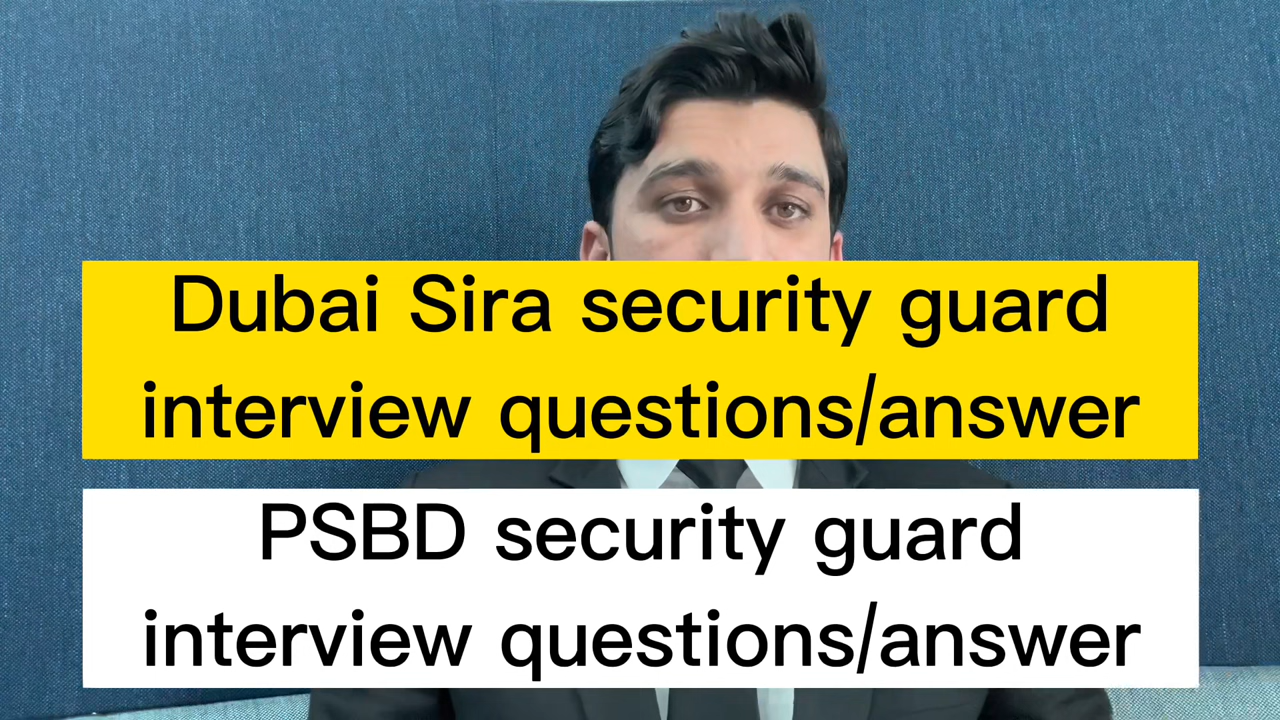 Dubai Sira security guard
interview questions/answer
PSBD security guard
interview questions/answer